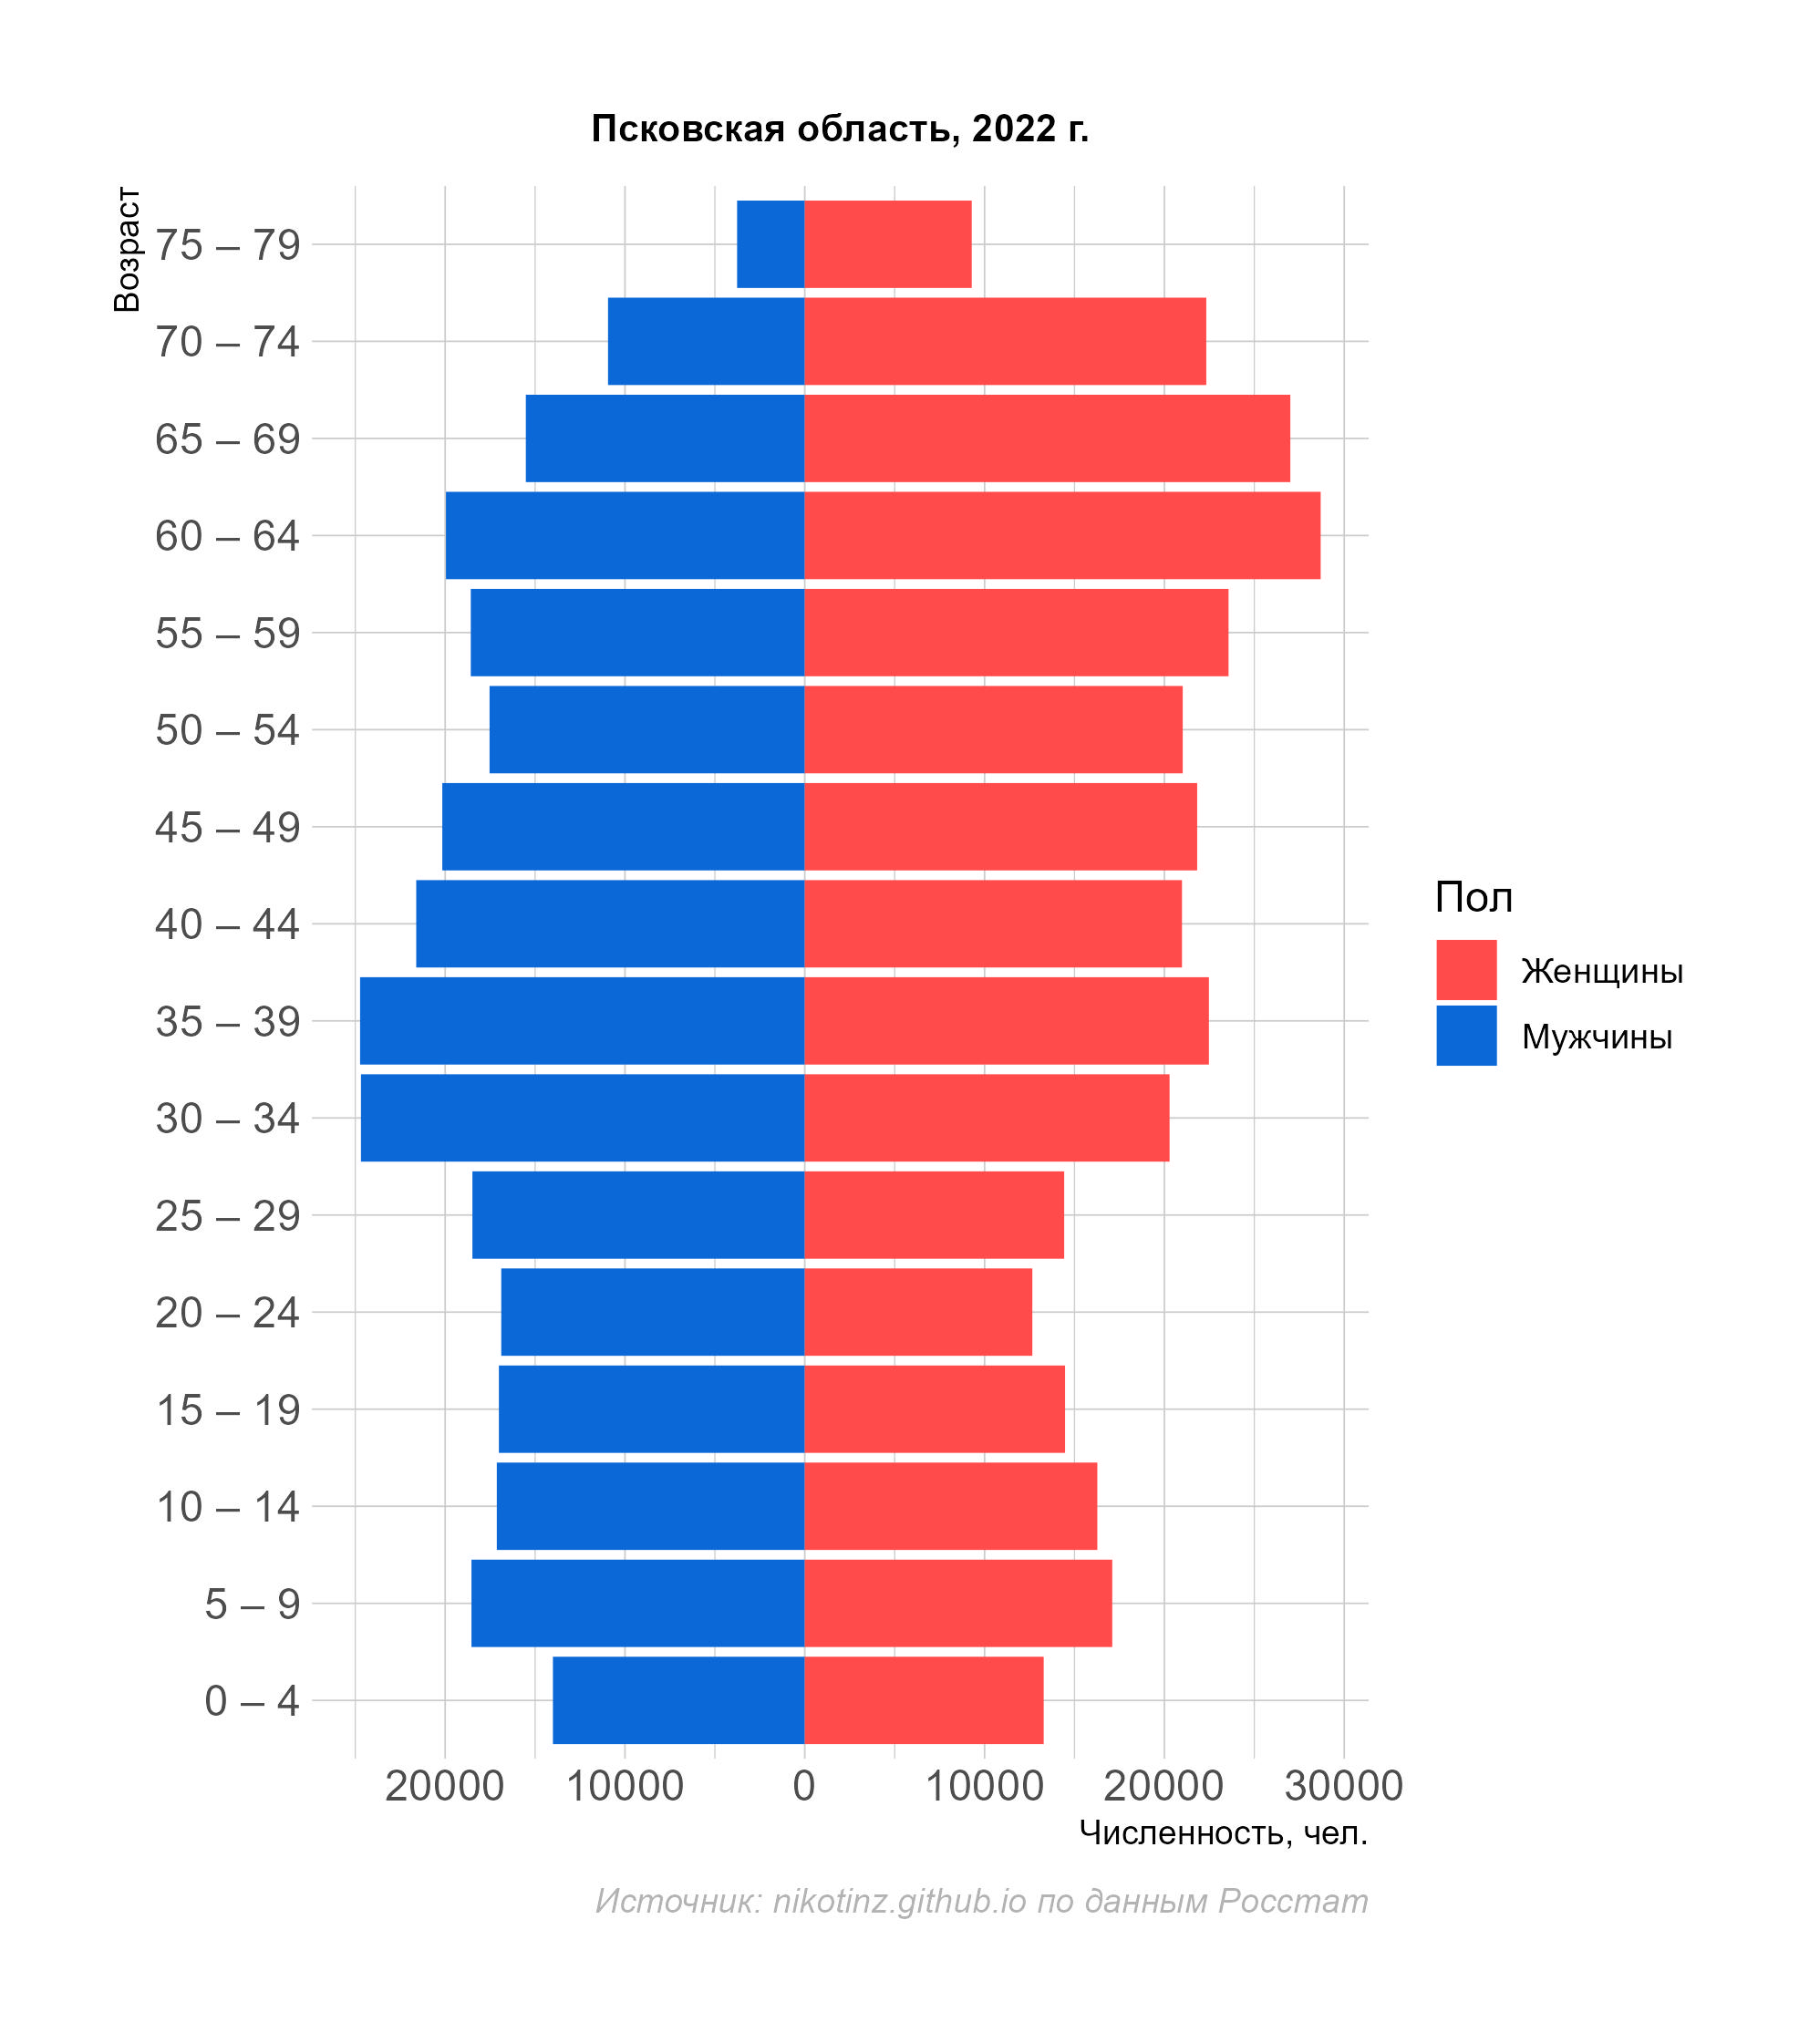 Псковская область, 2022 г.
Возраст
75 – 79
70 – 74
65 – 69
60 – 64
55 – 59
50 – 54
45 – 49
40 – 44
35 – 39
30 – 34
25 – 29
20 – 24
15 – 19
10 – 14
5 – 9
0 – 4
20000 10000 0 10000 20000 30000
Численность, чел.
Пол
Женщины
Мужчины
Источник: nikotinz.github.io по данным Росстат